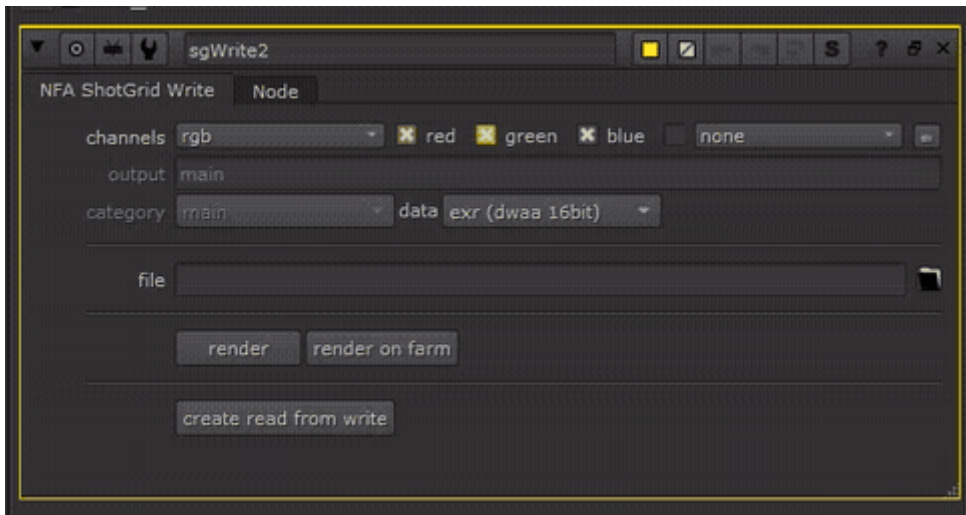 sgWrite2 S ? ×
NFA ShotGrid Write Node
channels rgb red green blue none
output main
category main data exr (dwaa 16bit)
file
render render on farm
create read from write